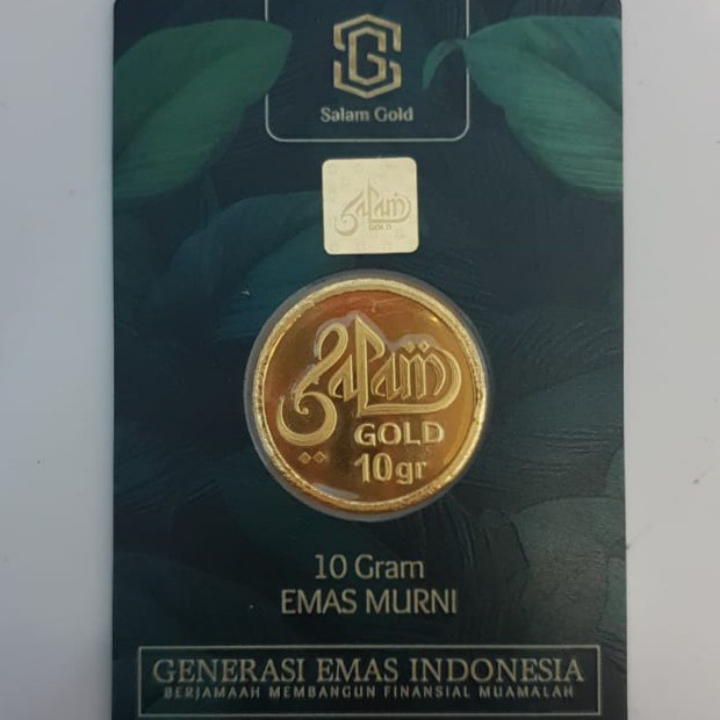 Salam Gold
Salam
GOLD
Salam
GOLD
10gr
10 Gram
EMAS MURNI
GENERASI EMAS INDONESIA
BERJAMAAH MEMBANGUN FINANSIAL MUAMALAH